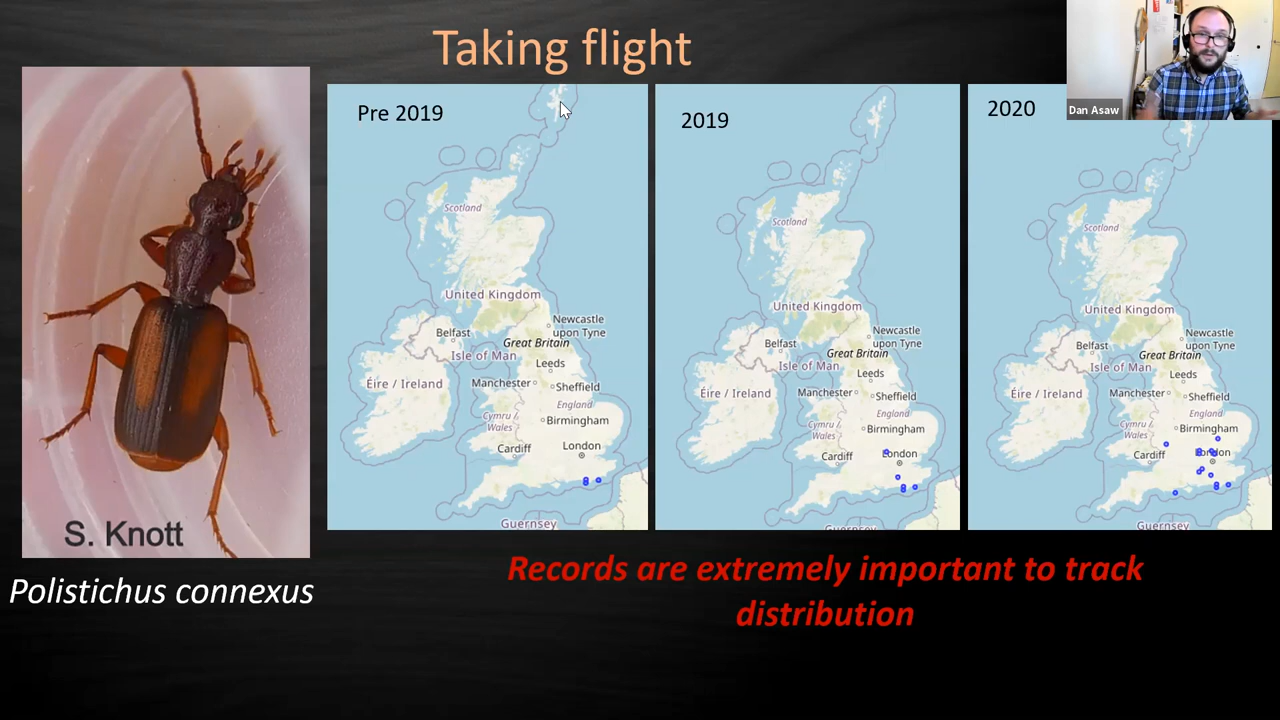 Taking flight
Dan Asaw
S. Knott
Polistichus connexus
Pre 2019
Scotland
United Kingdom
Newcastle
upon Tyne
Belfast
Great Britain
Isle of Man
Leeds
Éire / Ireland
Manchester
Sheffield
England
Cymru /
Wales
Birmingham
Cardiff
London
Guernsey
2019
Scotland
United Kingdom
Newcastle
upon Tyne
Belfast
Great Britain
Isle of Man
Leeds
Éire / Ireland
Manchester
Sheffield
England
Cymru /
Wales
Birmingham
Cardiff
London
Guernsey
2020
Scotland
United Kingdom
Newcastle
upon Tyne
Belfast
Great Britain
Isle of Man
Leeds
Éire / Ireland
Manchester
Sheffield
England
Cymru /
Wales
Birmingham
Cardiff
London
Guernsey
Records are extremely important to track
distribution